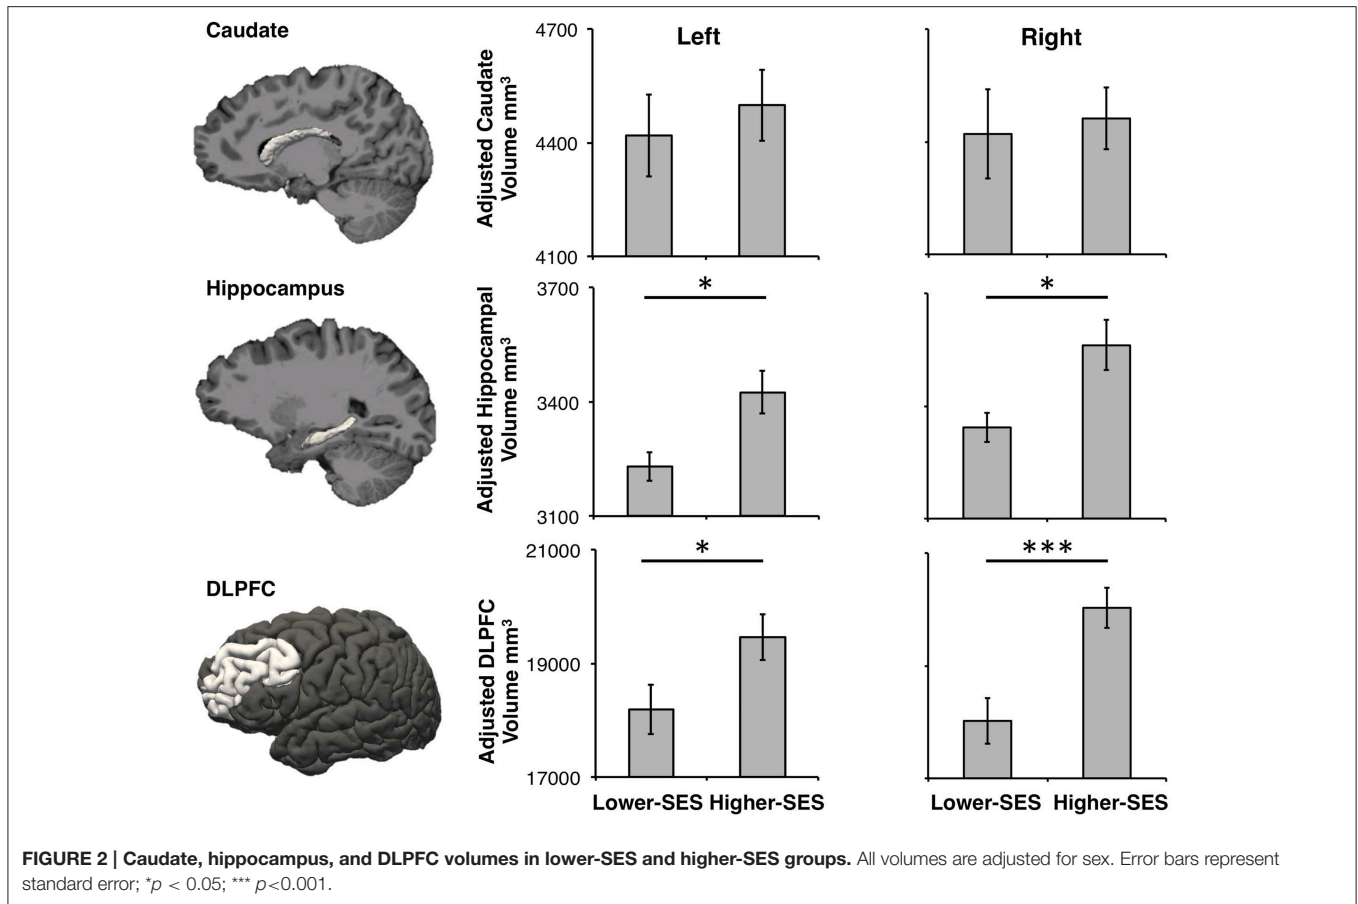 Caudate
Left
Right
Adjusted Caudate
Volume mm³
4700
4400
4100
Hippocampus
Adjusted Hippocampal
Volume mm³
3700
3400
3100
*
*
DLPFC
Adjusted DLPFC
Volume mm³
21000
19000
17000
*
***
Lower-SES Higher-SES
Lower-SES Higher-SES
FIGURE 2 | Caudate, hippocampus, and DLPFC volumes in lower-SES and higher-SES groups. All volumes are adjusted for sex. Error bars represent
standard error; *p < 0.05; *** p<0.001.